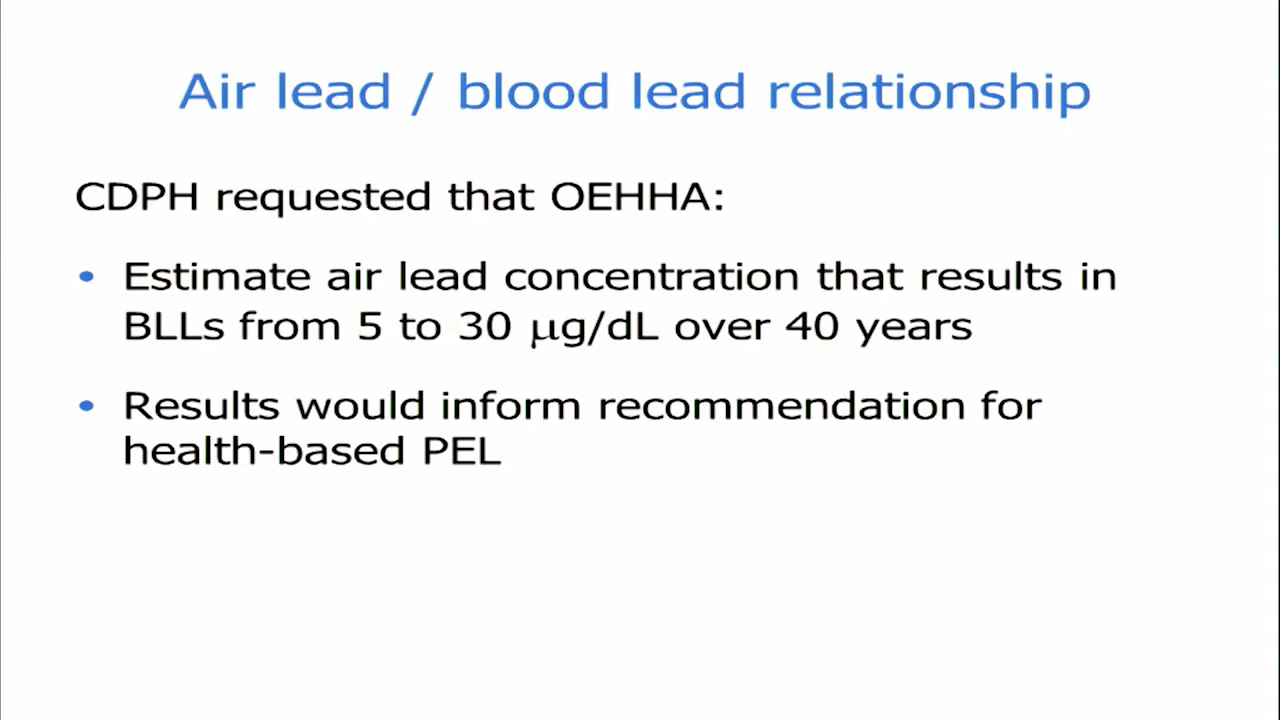 Air lead / blood lead relationship
CDPH requested that OEHHA:
• Estimate air lead concentration that results in
BLLs from 5 to 30 µg/dL over 40 years
• Results would inform recommendation for
health-based PEL